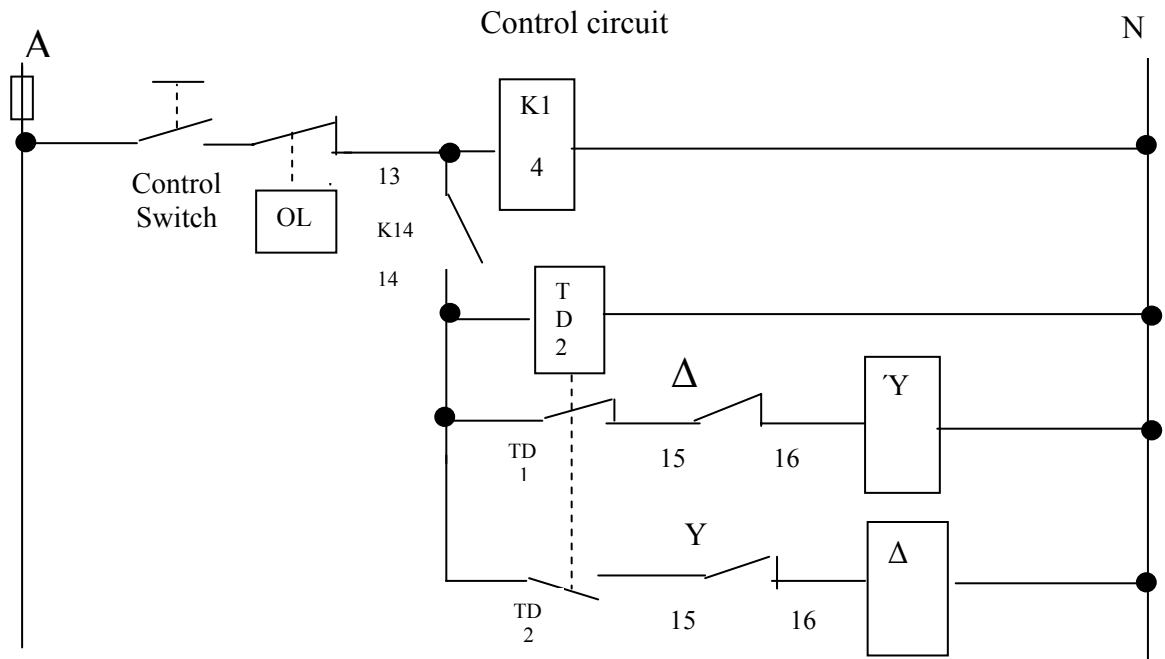 Control circuit
A
N
K1
4
Control
Switch
OL
13
K14
14
T
D
2
Δ
TD
1
15
16
´Y
Y
TD
2
15
16
Δ